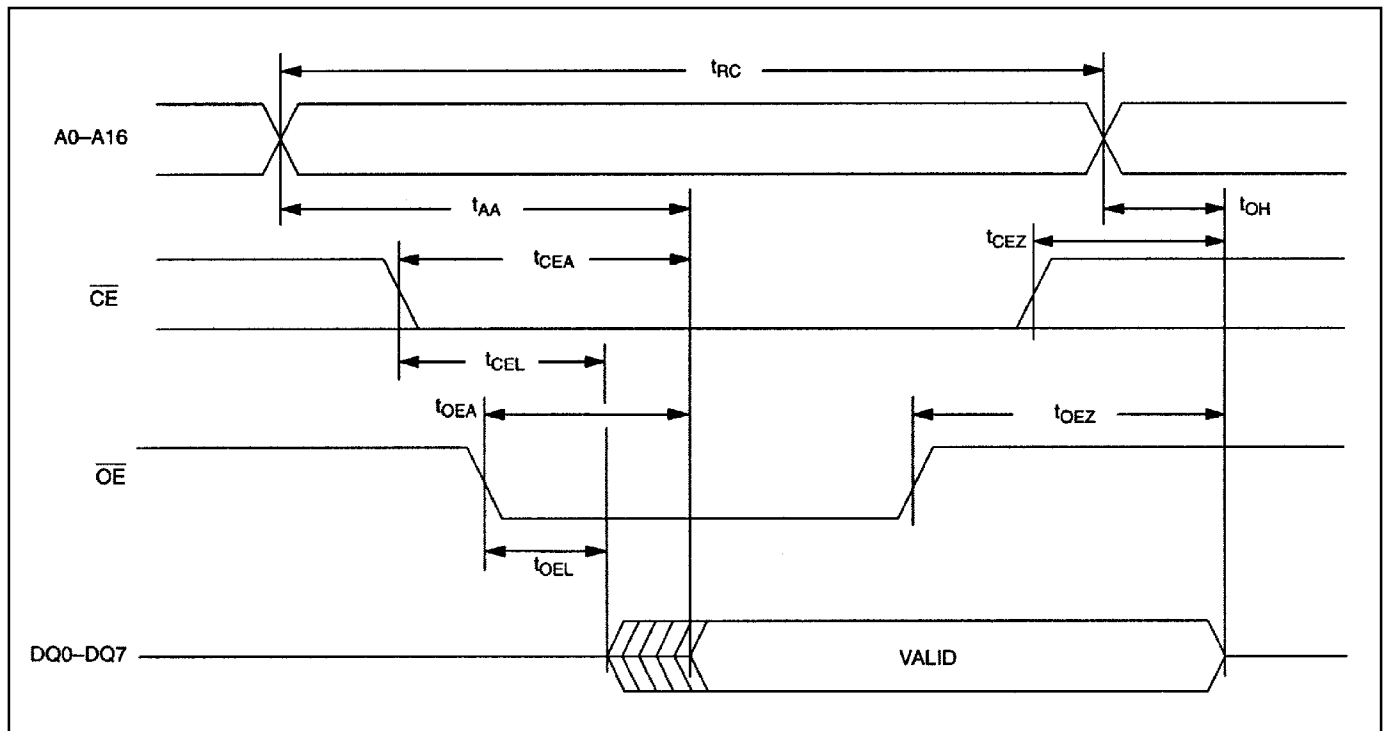 tRC
A0–A16
tAA
tOH
tCEZ
tCEA
CE
tCEL
tOEA
tOEZ
OE
tOEL
DQ0–DQ7
VALID